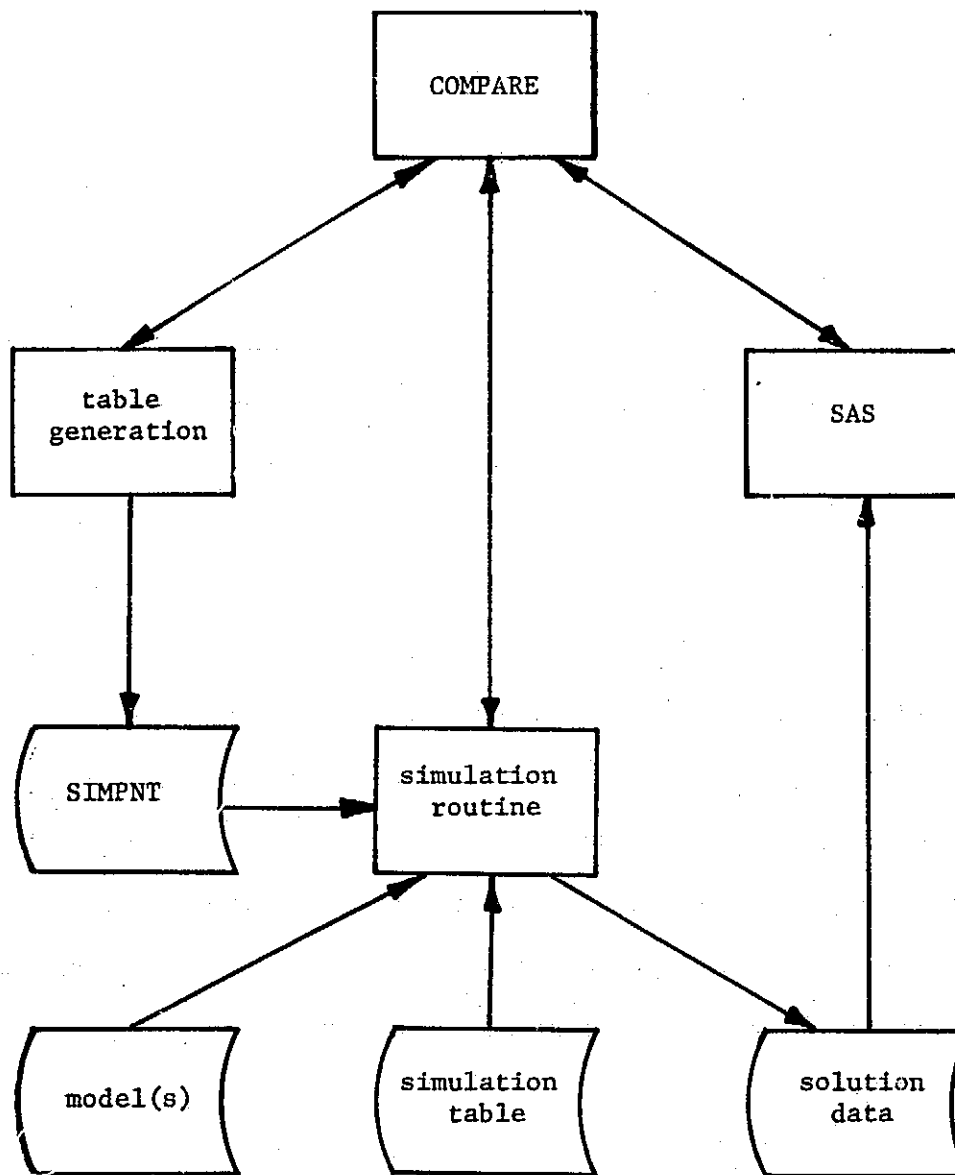 COMPARE
table
generation
SAS
SIMPNT
simulation
routine
model(s)
simulation
table
solution
data